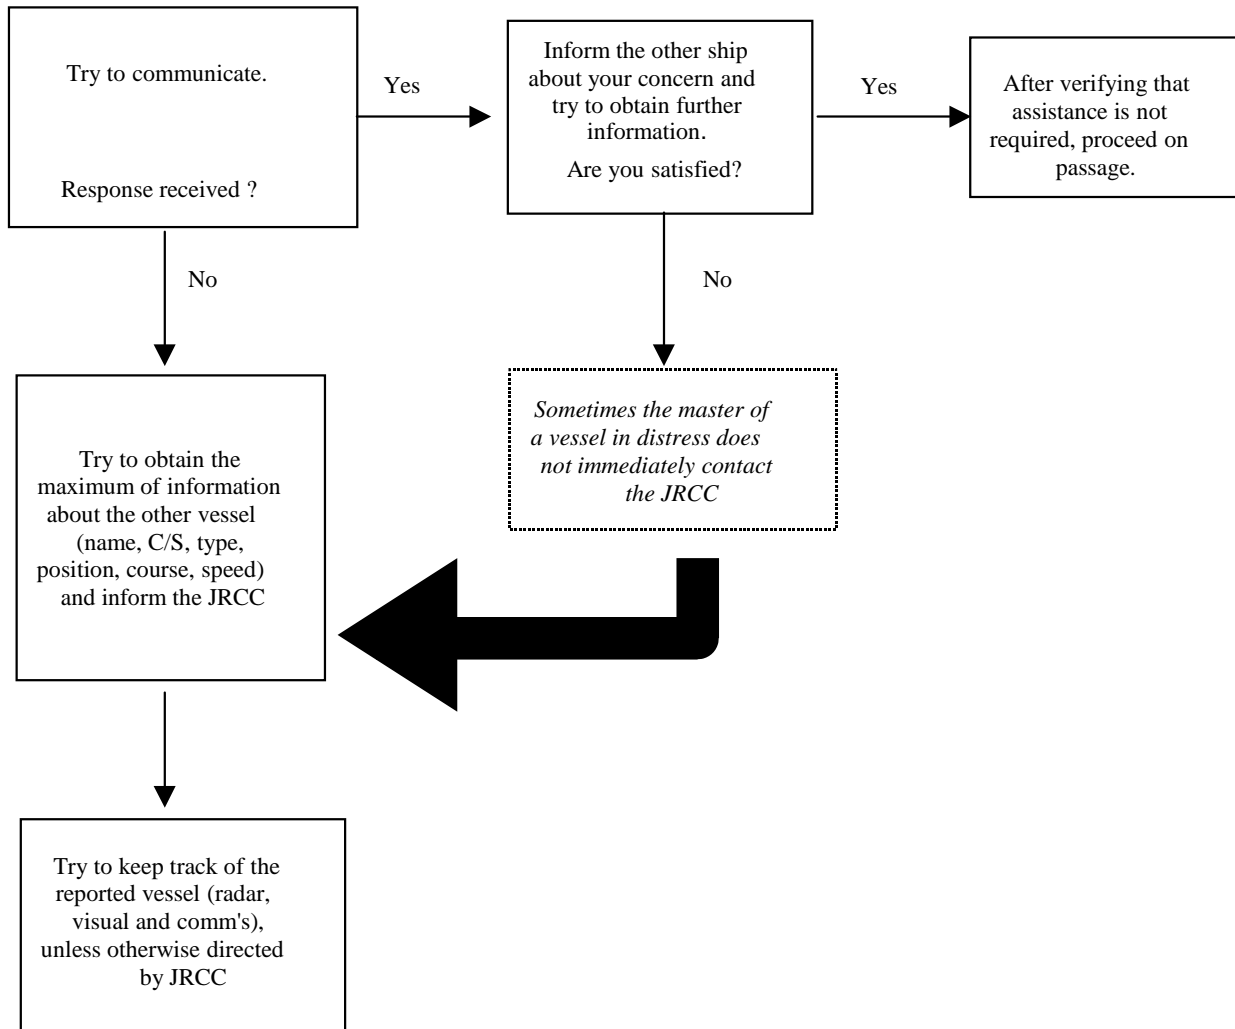 Try to communicate.
Response received ?
Yes
Inform the other ship
about your concern and
try to obtain further
information.
Are you satisfied?
Yes
After verifying that
assistance is not
required, proceed on
passage.
No
No
Sometimes the master of
a vessel in distress does
not immediately contact
the JRCC
Try to obtain the
maximum of information
about the other vessel
(name, C/S, type,
position, course, speed)
and inform the JRCC
Try to keep track of the
reported vessel (radar,
visual and comm's),
unless otherwise directed
by JRCC